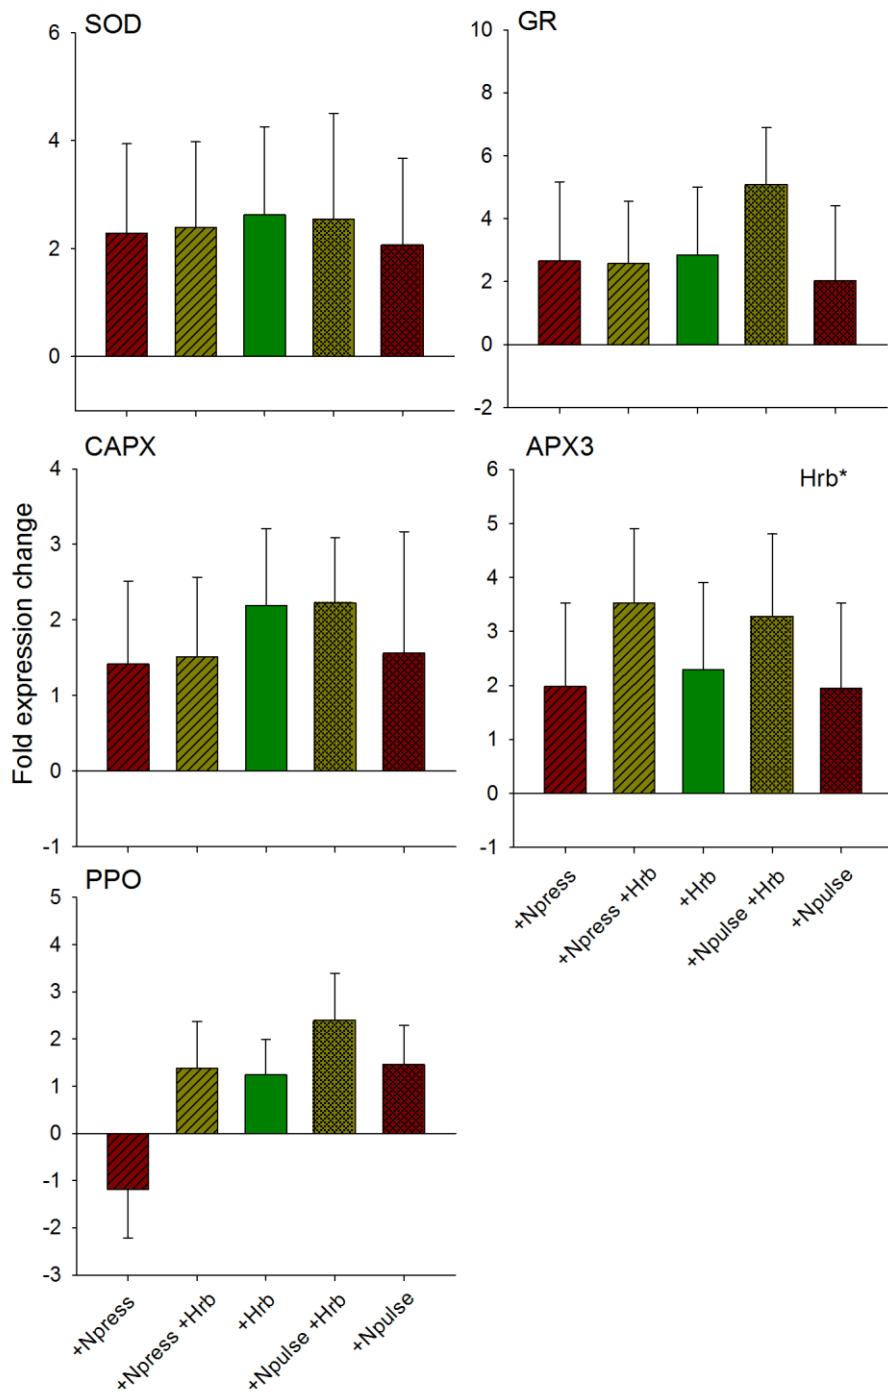 SOD
6
4
2
0
GR
10
8
6
4
2
0
-2
Fold expression change
CAPX
4
3
2
1
0
-1
APX3
Hrb*
6
5
4
3
2
1
0
-1
+Npress
+Npress +Hrb
+Hrb
+Npulse +Hrb
+Npulse
PPO
5
4
3
2
1
0
-1
-2
-3
+Npress
+Npress +Hrb
+Hrb
+Npulse +Hrb
+Npulse